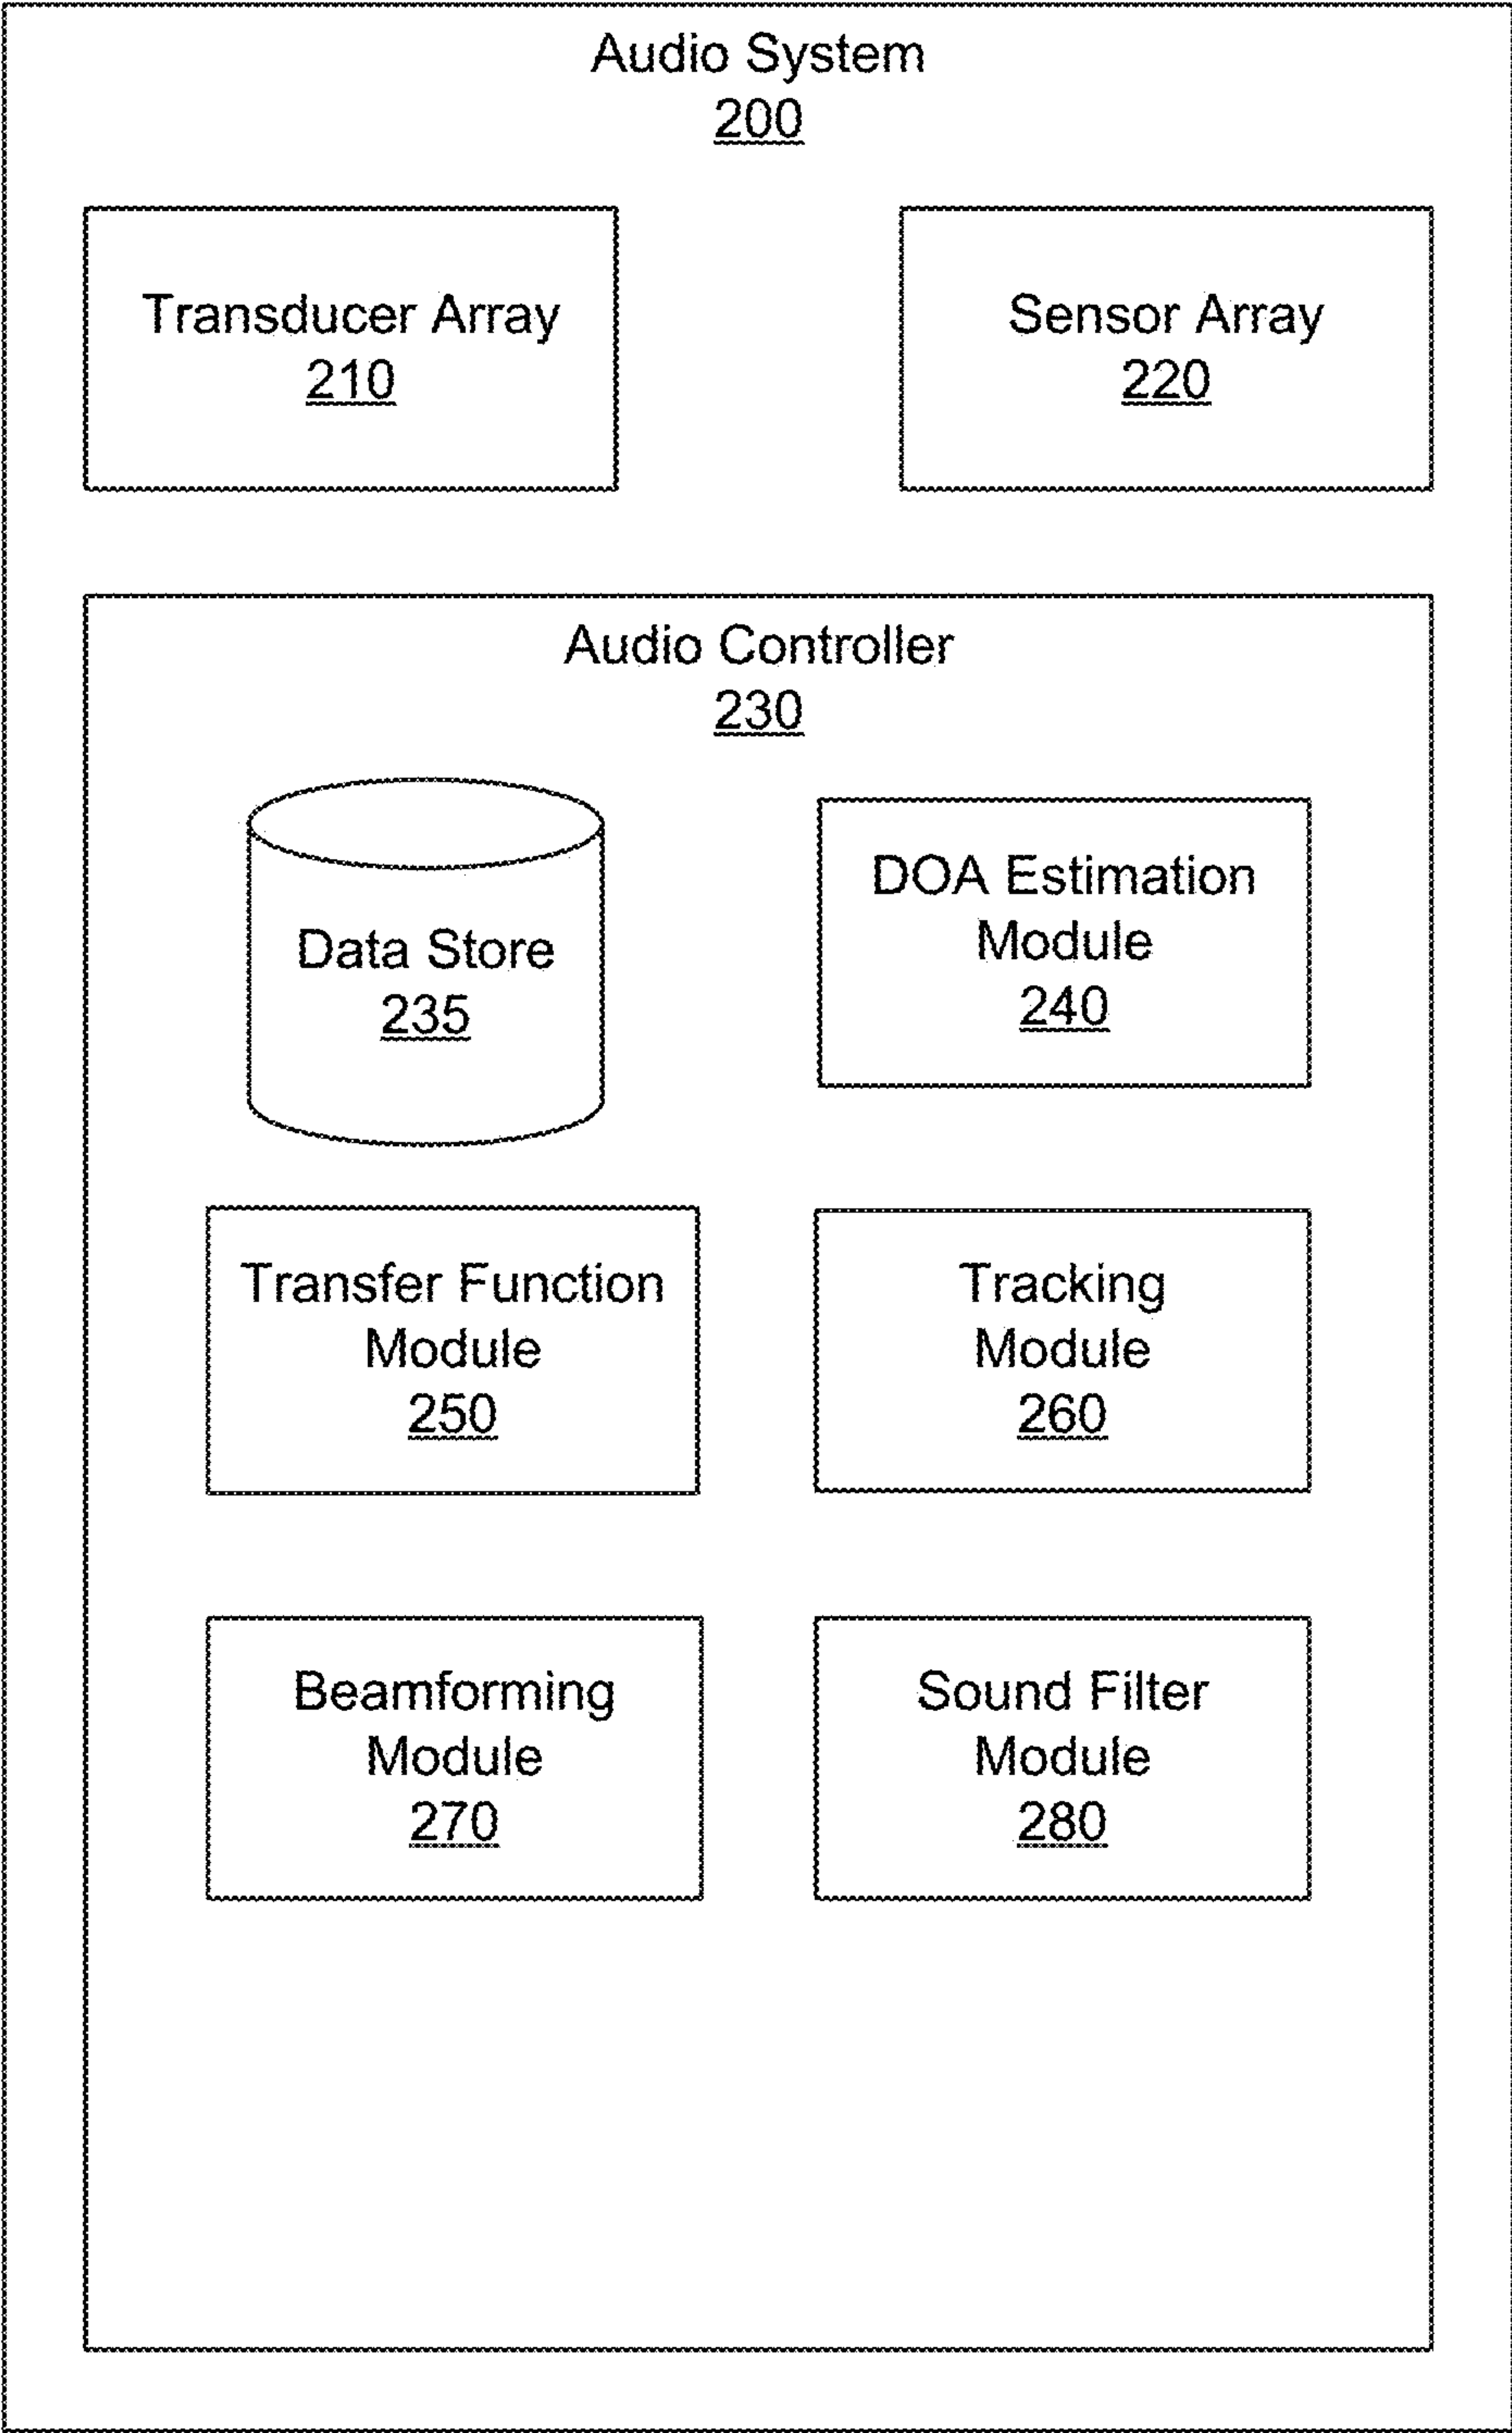 Audio System
200
Transducer Array
210
Sensor Array
220
Audio Controller
230
Data Store
235
DOA Estimation
Module
240
Transfer Function
Module
250
Tracking
Module
260
Beamforming
Module
270
Sound Filter
Module
280